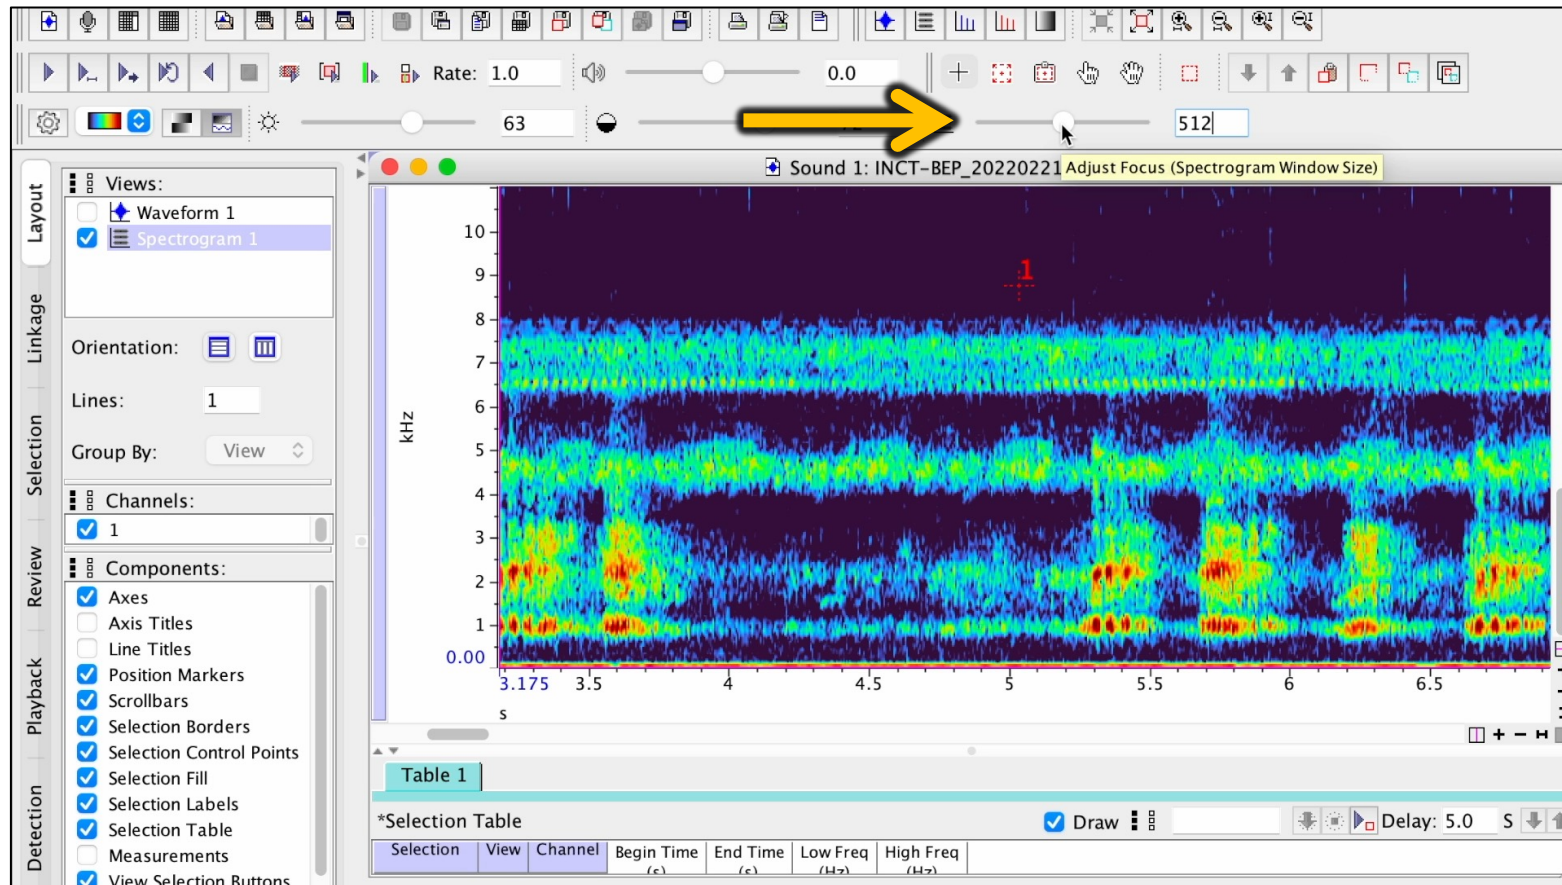 Rate: 1.0
0.0
63
512
Sound 1: INCT-BEP_20220221
Adjust Focus (Spectrogram Window Size)
Layout
Linkage
Selection
Review
Playback
Detection
Views:
Waveform 1
Spectrogram 1
Orientation:
Lines: 1
Group By: View
Channels:
1
Components:
Axes
Axis Titles
Line Titles
Position Markers
Scrollbars
Selection Borders
Selection Control Points
Selection Fill
Selection Labels
Selection Table
Measurements
View Selection Buttons
1
kHz
10
9
8
7
6
5
4
3
2
1
0.00
3.175 3.5 4 4.5 5 5.5 6 6.5
s
Table 1
*Selection Table
Draw
Delay: 5.0 S
Selection View Channel Begin Time End Time Low Freq High Freq
(s) (s) (Hz) (Hz)